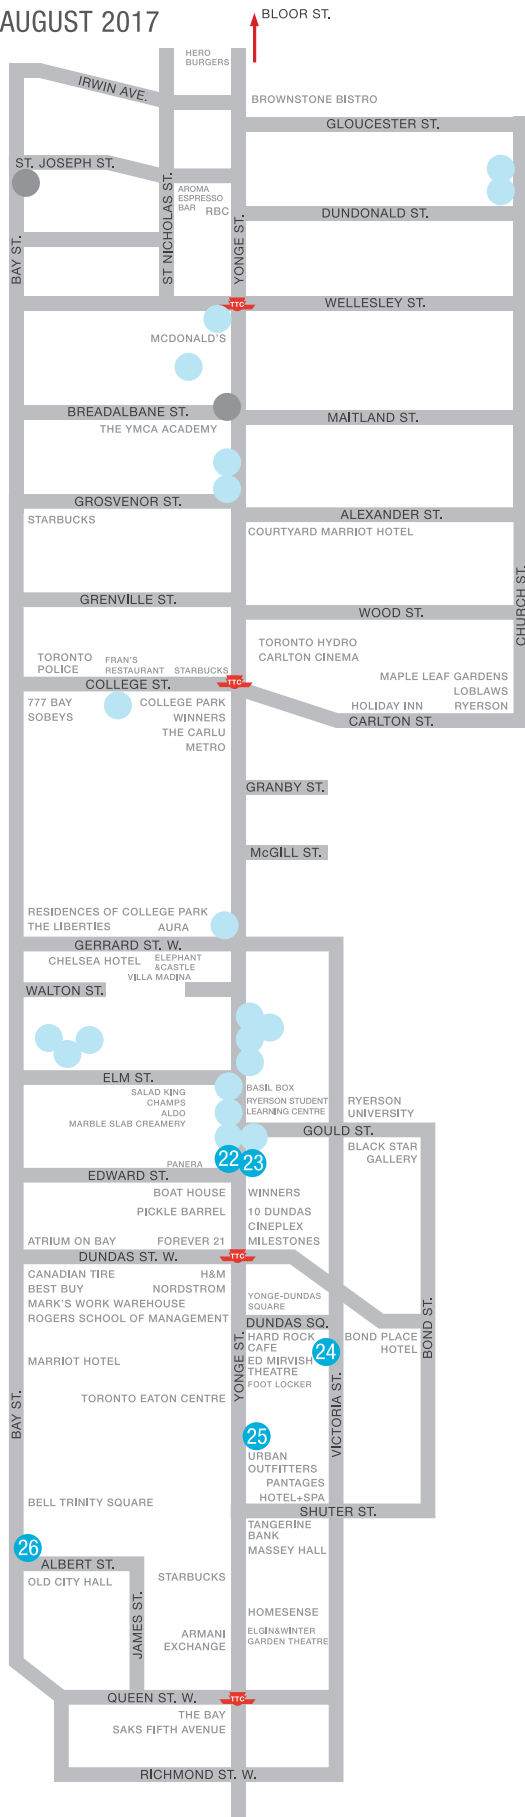 AUGUST 2017
BLOOR ST.
HERO
BURGERS
IRWIN AVE.
BROWNSTONE BISTRO
GLOUCESTER ST.
ST. JOSEPH ST.
AROMA
ESPRESSO
BAR
RBC
ST NICHOLAS ST.
YONGE ST.
BAY ST.
DUNDONALD ST.
TTC
WELLESLEY ST.
MCDONALD'S
BREADALBANE ST.
MAITLAND ST.
THE YMCA ACADEMY
GROSVENOR ST.
STARBUCKS
ALEXANDER ST.
COURTYARD MARRIOT HOTEL
GRENVILLE ST.
WOOD ST.
CHURCH ST.
TORONTO HYDRO
CARLTON CINEMA
TORONTO
POLICE
FRAN'S
RESTAURANT
STARBUCKS
COLLEGE ST.
TTC
MAPLE LEAF GARDENS
LOBLAWS
HOLIDAY INN
RYERSON
CARLTON ST.
777 BAY
SOBEYS
COLLEGE PARK
WINNERS
THE CARLU
METRO
GRANBY ST.
McGILL ST.
RESIDENCES OF COLLEGE PARK
THE LIBERTIES
AURA
GERRARD ST. W.
CHELSEA HOTEL
ELEPHANT
&CASTLE
VILLA MADINA
WALTON ST.
ELM ST.
SALAD KING
CHAMPS
ALDO
MARBLE SLAB CREAMERY
BASIL BOX
RYERSON STUDENT
LEARNING CENTRE
RYERSON
UNIVERSITY
GOULD ST.
BLACK STAR
GALLERY
PANERA
22
23
EDWARD ST.
BOAT HOUSE
WINNERS
PICKLE BARREL
10 DUNDAS
CINEPLEX
ATRIUM ON BAY
FOREVER 21
MILESTONES
DUNDAS ST. W.
TTC
CANADIAN TIRE
H&M
BEST BUY
NORDSTROM
MARK'S WORK WAREHOUSE
ROGERS SCHOOL OF MANAGEMENT
YONGE-DUNDAS
SQUARE
DUNDAS SQ.
HARD ROCK
CAFE
ED MIRVISH
THEATRE
FOOT LOCKER
24
BOND PLACE
HOTEL
BOND ST.
MARRIOT HOTEL
TORONTO EATON CENTRE
YONGE ST.
VICTORIA ST.
BAY ST.
25
URBAN
OUTFITTERS
PANTAGES
HOTEL+SPA
BELL TRINITY SQUARE
SHUTER ST.
TANGERINE
BANK
MASSEY HALL
26
ALBERT ST.
OLD CITY HALL
STARBUCKS
JAMES ST.
HOMESENSE
ARMANI
EXCHANGE
ELGIN&WINTER
GARDEN THEATRE
QUEEN ST. W.
TTC
THE BAY
SAKS FIFTH AVENUE
RICHMOND ST. W.